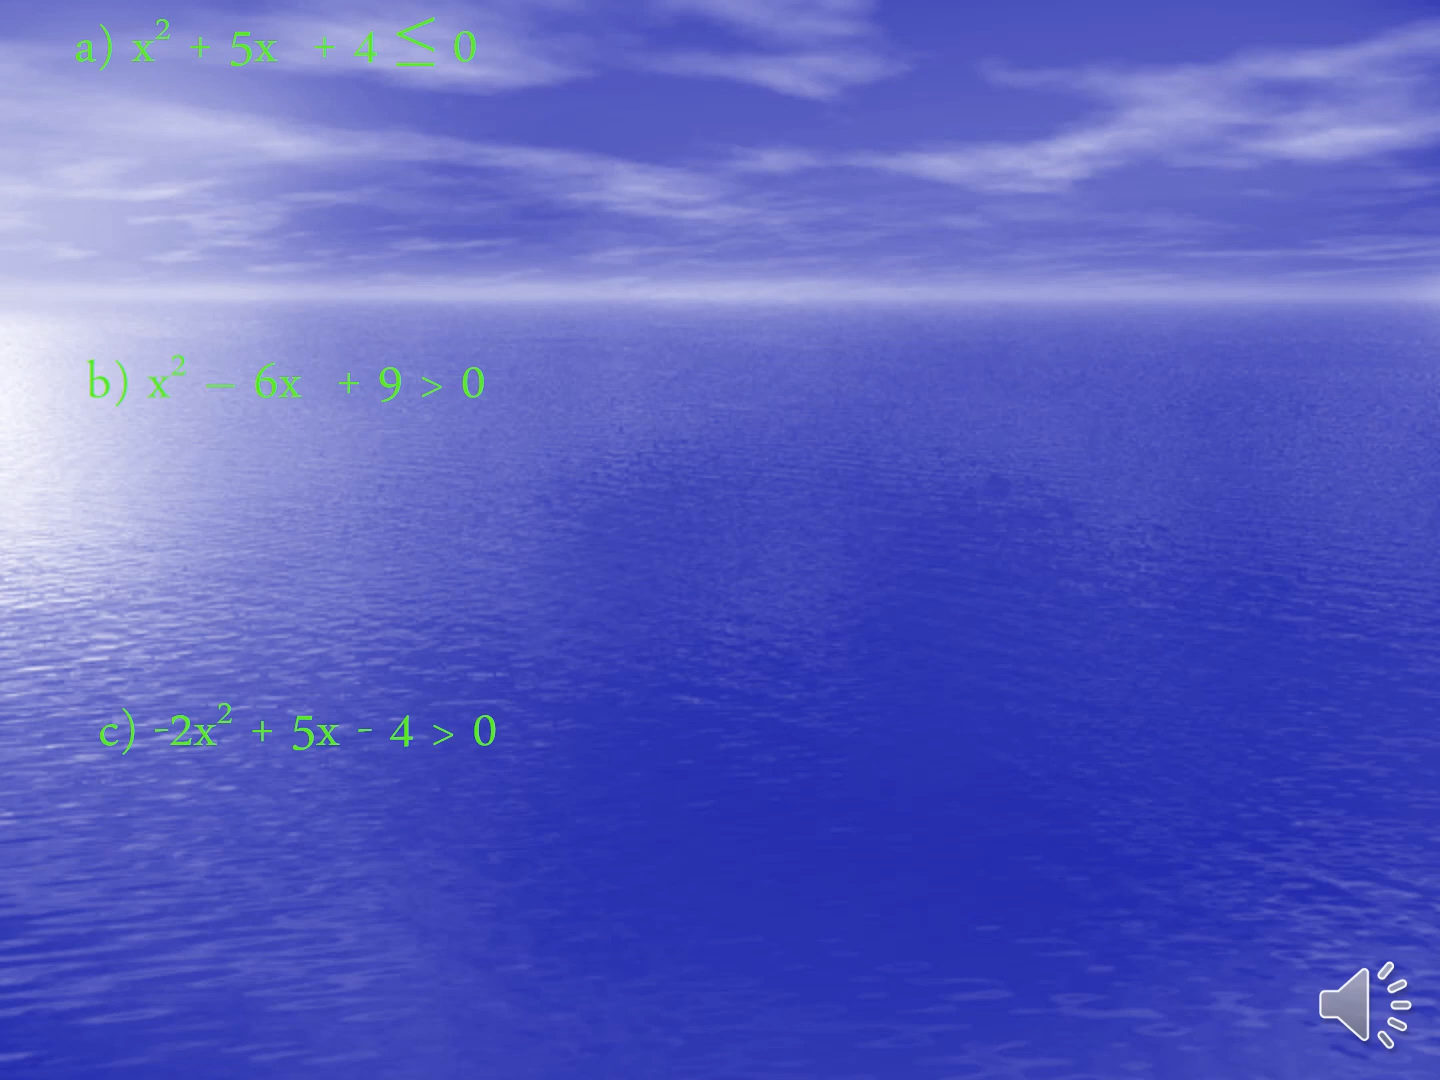 a) x² + 5x + 4 ≤ 0
b) x² – 6x + 9 > 0
c) -2x² + 5x - 4 > 0